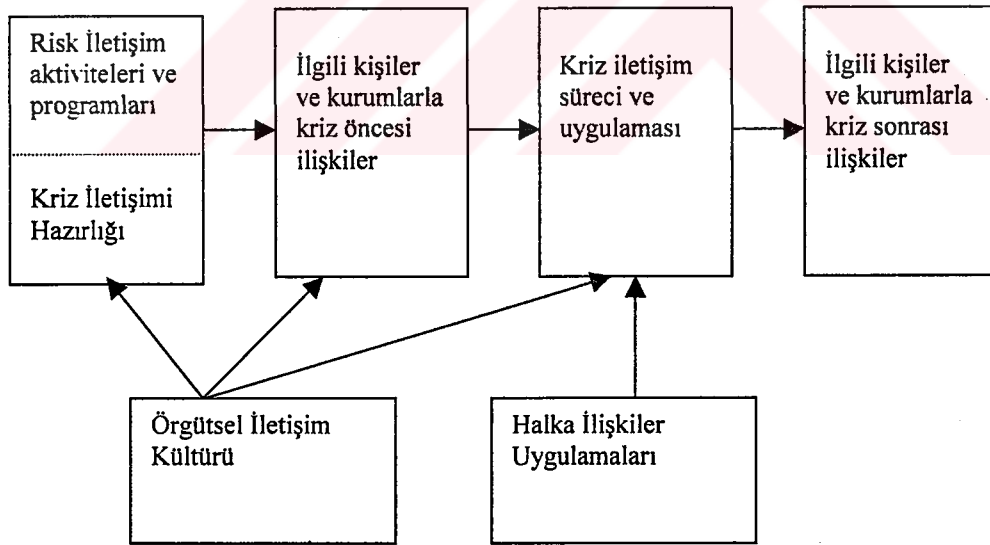 Risk İletişim
aktiviteleri ve
programları
Kriz İletişimi
Hazırlığı
İlgili kişiler
ve kurumlarla
kriz öncesi
ilişkiler
Kriz iletişim
süreci ve
uygulaması
İlgili kişiler
ve kurumlarla
kriz sonrası
ilişkiler
Örgütsel İletişim
Kültürü
Halka İlişkiler
Uygulamaları